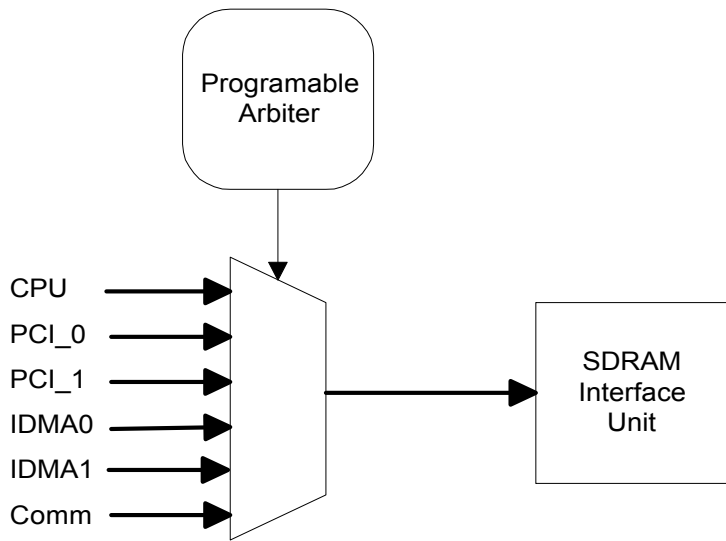 Programable
Arbiter
CPU
PCI_0
PCI_1
IDMA0
IDMA1
Comm
SDRAM
Interface
Unit